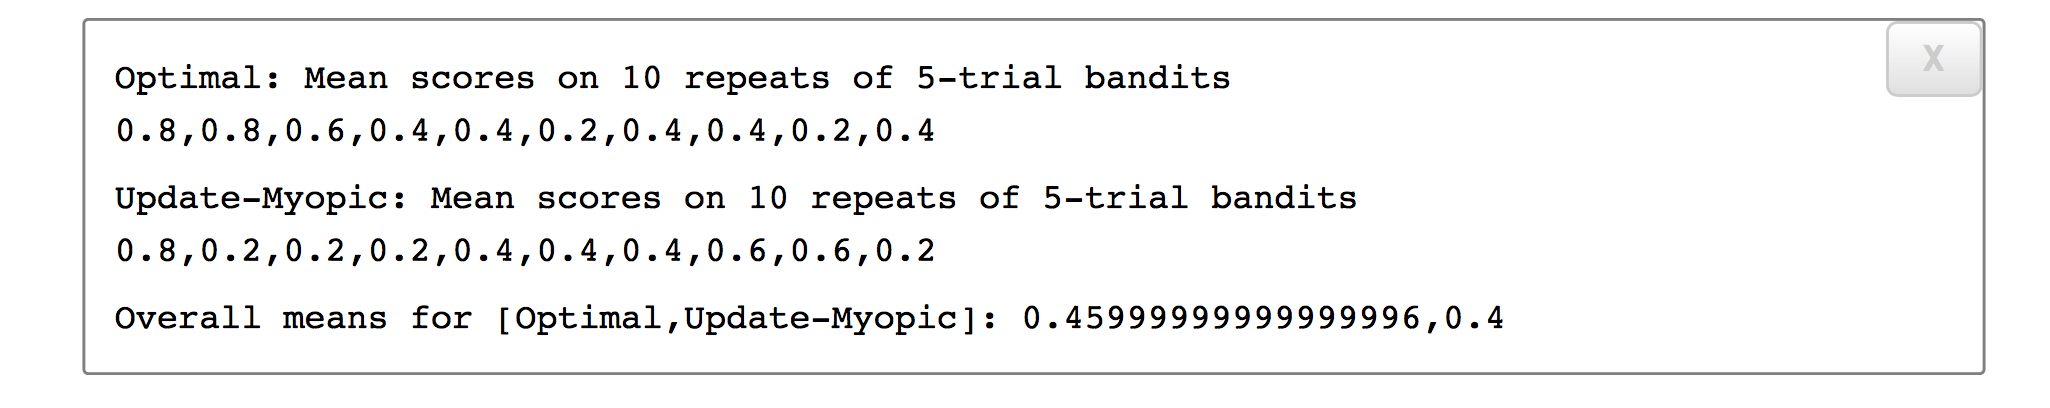 X
Optimal: Mean scores on 10 repeats of 5-trial bandits
0.8,0.8,0.6,0.4,0.4,0.2,0.4,0.4,0.2,0.4
Update-Myopic: Mean scores on 10 repeats of 5-trial bandits
0.8,0.2,0.2,0.2,0.4,0.4,0.4,0.6,0.6,0.2
Overall means for [Optimal,Update-Myopic]: 0.45999999999999996,0.4